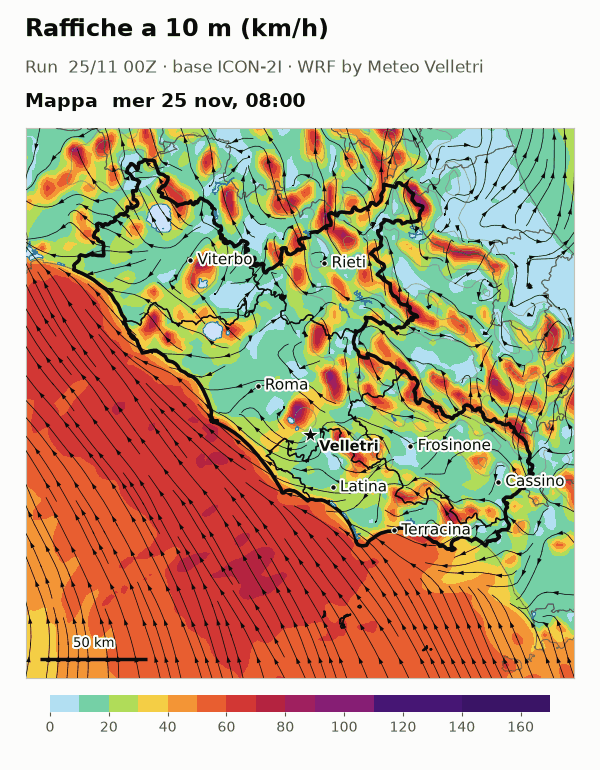 Raffiche a 10 m (km/h)
Run 25/11 00Z · base ICON-2I · WRF by Meteo Velletri
Mappa mer 25 nov, 08:00
Viterbo
Rieti
Roma
Velletri
Frosinone
Latina
Cassino
Terracina
50 km
0 20 40 60 80 100 120 140 160